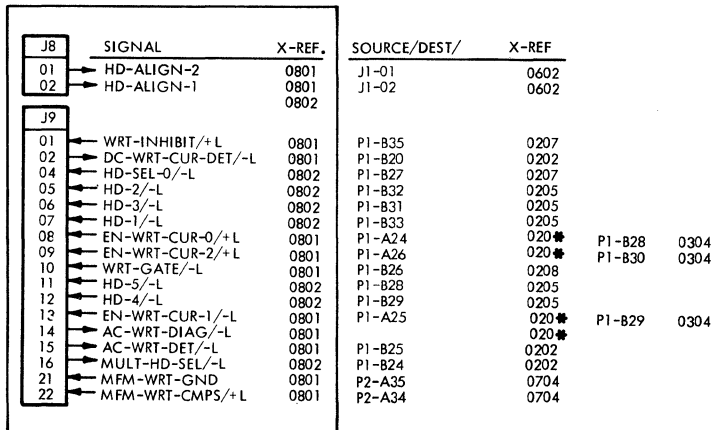 J8 SIGNAL X-REF. SOURCE/DEST/ X-REF
01 HD-ALIGN-2 0801 J1-01 0602
02 HD-ALIGN-1 0801 J1-02 0602
0802
J9
01 WRT-INHIBIT/+L 0801 P1-B35 0207
02 DC-WRT-CUR-DET/-L 0801 P1-B20 0202
04 HD-SEL-0/-L 0802 P1-B27 0207
05 HD-2/-L 0802 P1-B32 0205
06 HD-3/-L 0802 P1-B31 0205
07 HD-1/-L 0802 P1-B33 0205
08 EN-WRT-CUR-0/+L 0801 P1-A24 020* P1-B28 0304
09 EN-WRT-CUR-2/+L 0801 P1-A26 020* P1-B30 0304
10 WRT-GATE/-L 0801 P1-B26 0208
11 HD-5/-L 0802 P1-B28 0205
12 HD-4/-L 0802 P1-B29 0205
13 EN-WRT-CUR-1/-L 0801 P1-A25 020* P1-B29 0304
14 AC-WRT-DIAG/-L 0801 020*
15 AC-WRT-DET/-L 0801 P1-B25 0202
16 MULT-HD-SEL/-L 0802 P1-B24 0202
21 MFM-WRT-GND 0801 P2-A35 0704
22 MFM-WRT-CMPS/+L 0801 P2-A34 0704